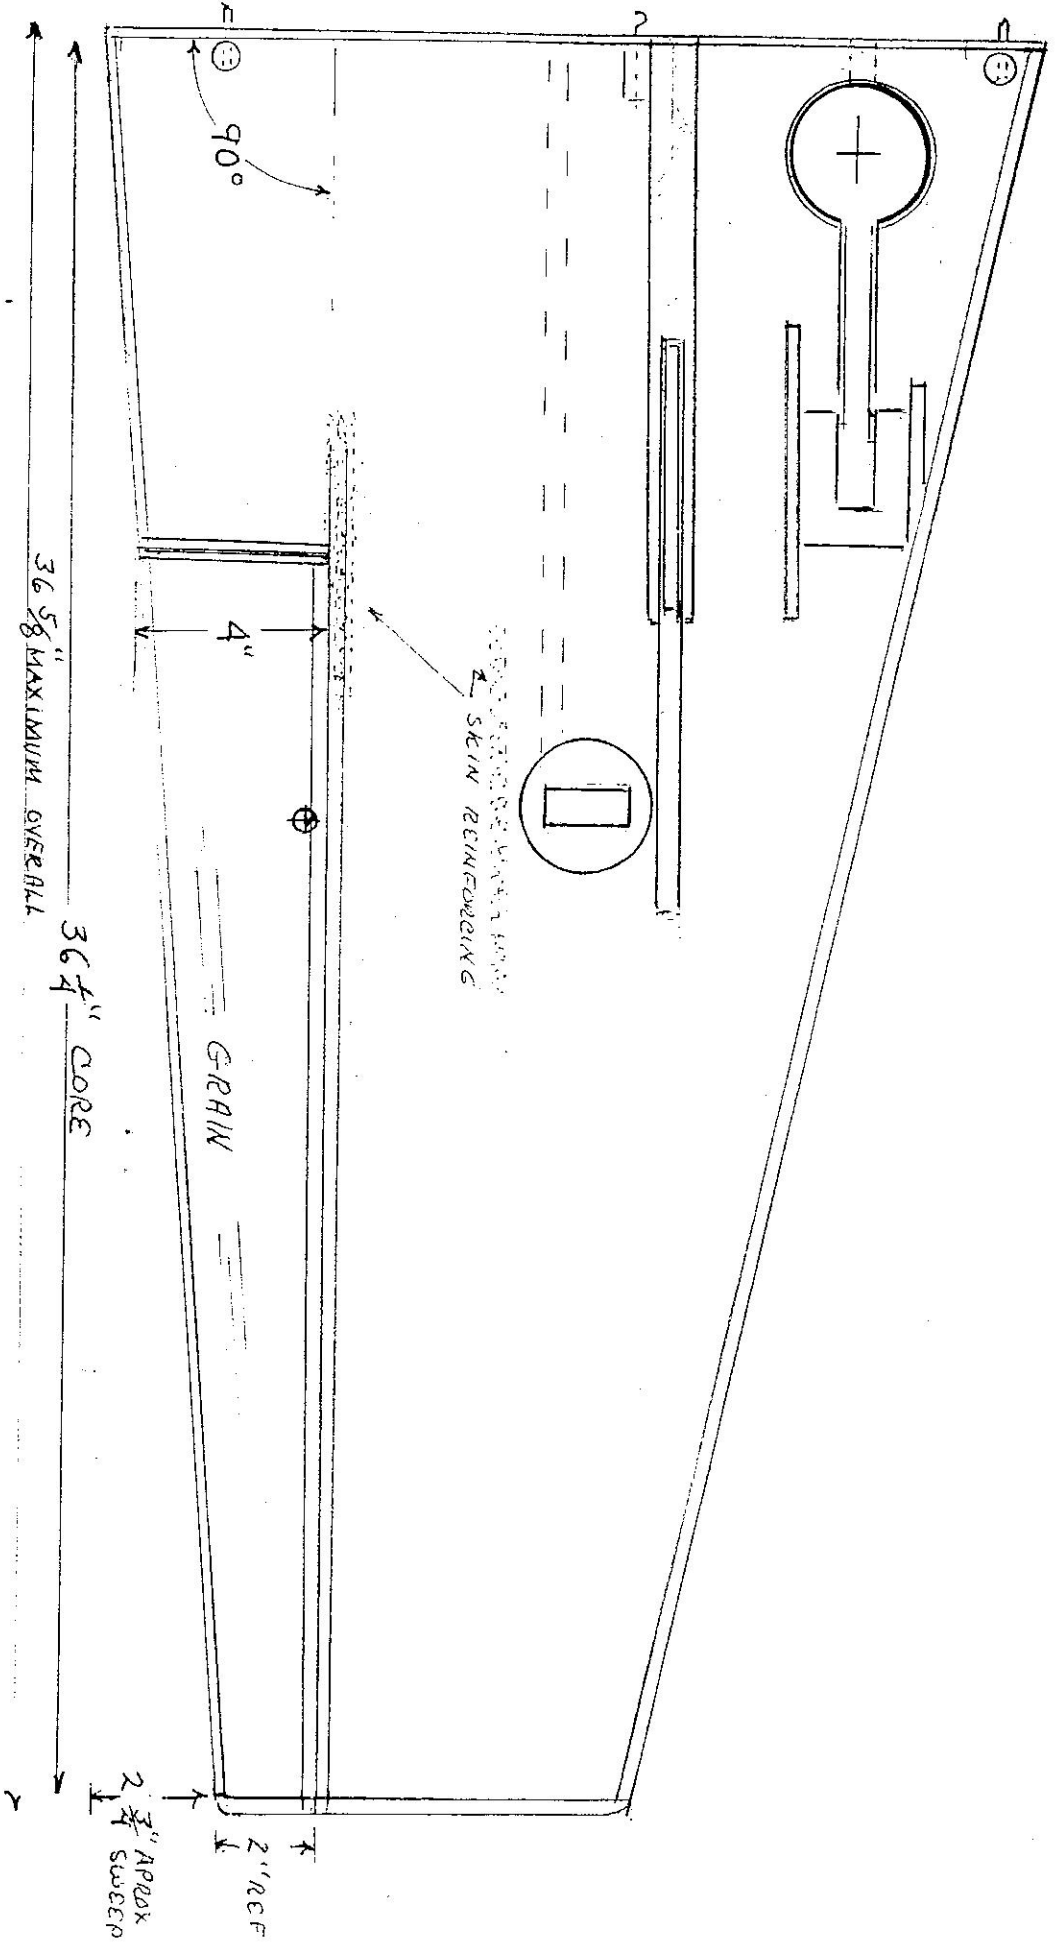 90°
4"
SKIN REINFORCING
GRAIN
36 5/8" MAXIMUM OVERALL
36 1/4" CORE
2" REF
2 3/4" APROX
SWEEP